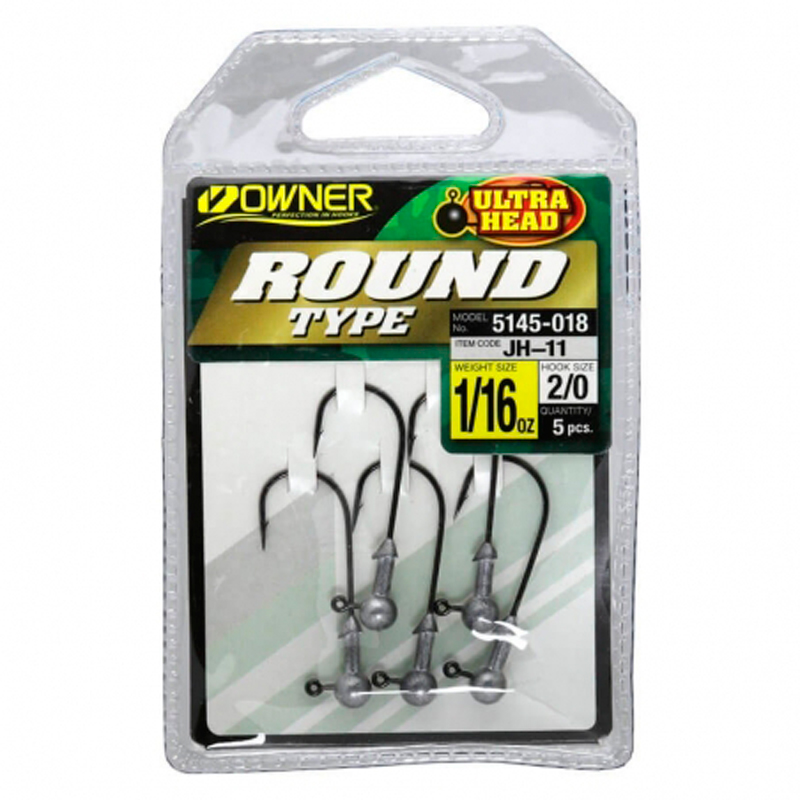 OWNER
PERFECTION IN HOOKS
ULTRA
HEAD
ROUND
TYPE
MODEL No. 5145-018
ITEM CODE JH-11
WEIGHT SIZE
1/16 OZ
HOOK SIZE
2/0
QUANTITY/
5 pcs.